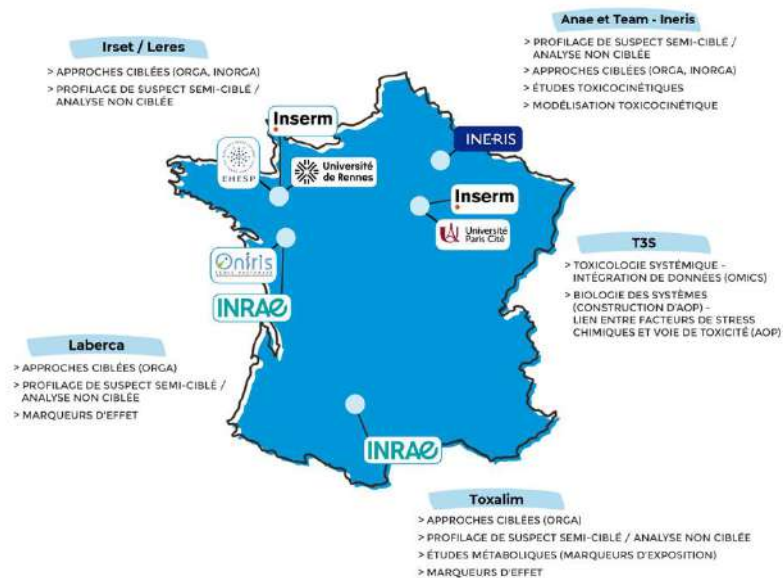 Irset / Leres
> APPROCHES CIBLÉES (ORGA, INORGA)
> PROFILAGE DE SUSPECT SEMI-CIBLÉ /
ANALYSE NON CIBLÉE
Anae et Team - Ineris
> PROFILAGE DE SUSPECT SEMI-CIBLÉ /
ANALYSE NON CIBLÉE
> APPROCHES CIBLÉES (ORGA, INORGA)
> ÉTUDES TOXICOCINÉTIQUES
> MODÉLISATION TOXICOCINÉTIQUE
Inserm
INERIS
EHESP
Université
de Rennes
Inserm
Université
Paris Cité
Oniris
INRAE
T3S
> TOXICOLOGIE SYSTÉMIQUE -
INTÉGRATION DE DONNÉES (OMICS)
> BIOLOGIE DES SYSTÈMES
(CONSTRUCTION D'AOP) -
LIEN ENTRE FACTEURS DE STRESS
CHIMIQUES ET VOIE DE TOXICITÉ (AOP)
Laberca
> APPROCHES CIBLÉES (ORGA)
> PROFILAGE DE SUSPECT SEMI-CIBLÉ /
ANALYSE NON CIBLÉE
> MARQUEURS D'EFFET
INRAE
Toxalim
> APPROCHES CIBLÉES (ORGA)
> PROFILAGE DE SUSPECT SEMI-CIBLÉ / ANALYSE NON CIBLÉE
> ÉTUDES MÉTABOLIQUES (MARQUEURS D'EXPOSITION)
> MARQUEURS D'EFFET